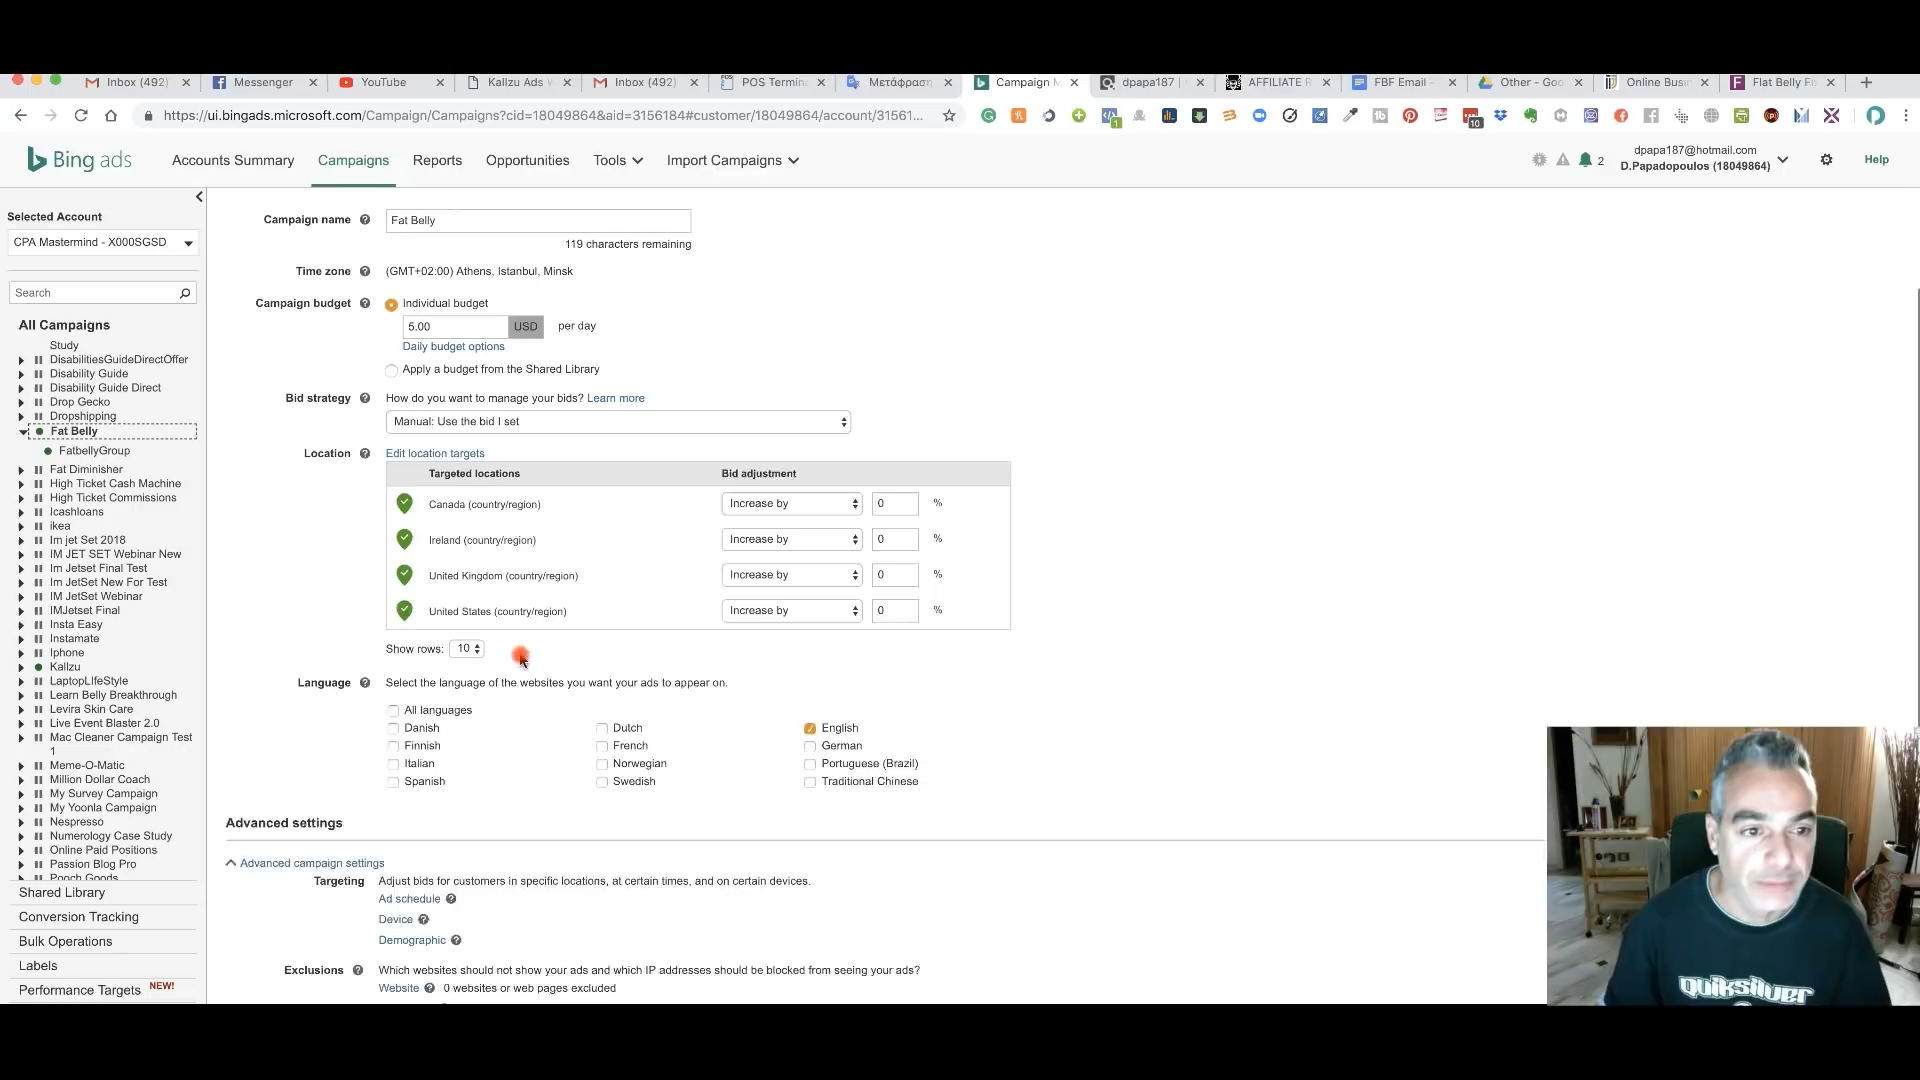 Inbox (492)
Messenger
YouTube
Kallzu Ads
Inbox (492)
POS Termin
Μετάφραση
Campaign M
dpapa187 |
AFFILIATE R
FBF Email -
Other - Goo
Online Busin
Flat Belly Fi
https://ui.bingads.microsoft.com/Campaign/Campaigns?cid=18049864&aid=3156184#customer/18049864/account/31561...
1
10
Bing ads
Accounts Summary
Campaigns
Reports
Opportunities
Tools
Import Campaigns
2
dpapa187@hotmail.com
D.Papadopoulos (18049864)
Help
Selected Account
CPA Mastermind - X000SGSD
Search
All Campaigns
Study
DisabilitiesGuideDirectOffer
Disability Guide
Disability Guide Direct
Drop Gecko
Dropshipping
Fat Belly
FatbellyGroup
Fat Diminisher
High Ticket Cash Machine
High Ticket Commissions
Icashloans
ikea
Im jet Set 2018
IM JET SET Webinar New
Im Jetset Final Test
Im JetSet New For Test
IM JetSet Webinar
IMJetset Final
Insta Easy
Instamate
Iphone
Kallzu
LaptopLIfeStyle
Learn Belly Breakthrough
Levira Skin Care
Live Event Blaster 2.0
Mac Cleaner Campaign Test
1
Meme-O-Matic
Million Dollar Coach
My Survey Campaign
My Yoonla Campaign
Nespresso
Numerology Case Study
Online Paid Positions
Passion Blog Pro
Pooch Goods
Shared Library
Conversion Tracking
Bulk Operations
Labels
Performance Targets NEW!
Campaign name
Fat Belly
119 characters remaining
Time zone
(GMT+02:00) Athens, Istanbul, Minsk
Campaign budget
Individual budget
5.00 USD per day
Daily budget options
Apply a budget from the Shared Library
Bid strategy
How do you want to manage your bids? Learn more
Manual: Use the bid I set
Location
Edit location targets
Targeted locations Bid adjustment
Canada (country/region) Increase by 0 %
Ireland (country/region) Increase by 0 %
United Kingdom (country/region) Increase by 0 %
United States (country/region) Increase by 0 %
Show rows: 10
Language
Select the language of the websites you want your ads to appear on.
All languages
Danish Dutch English
Finnish French German
Italian Norwegian Portuguese (Brazil)
Spanish Swedish Traditional Chinese
Advanced settings
Advanced campaign settings
Targeting Adjust bids for customers in specific locations, at certain times, and on certain devices.
Ad schedule
Device
Demographic
Exclusions Which websites should not show your ads and which IP addresses should be blocked from seeing your ads?
Website 0 websites or web pages excluded
quiksilver